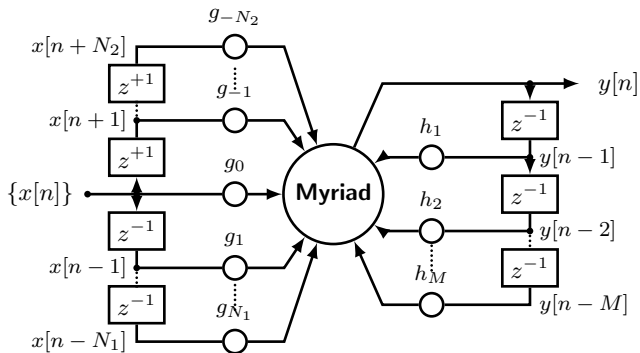 g_{-N_2}
x[n + N_2]
z^{+1}
y[n]
g_{-1}
x[n + 1]
z^{-1}
h_1
z^{+1}
y[n − 1]
g_0
{x[n]}
Myriad
z^{-1}
h_2
z^{-1}
y[n − 2]
g_1
x[n − 1]
z^{-1}
h_M
z^{-1}
g_{N_1}
y[n − M]
x[n − N_1]